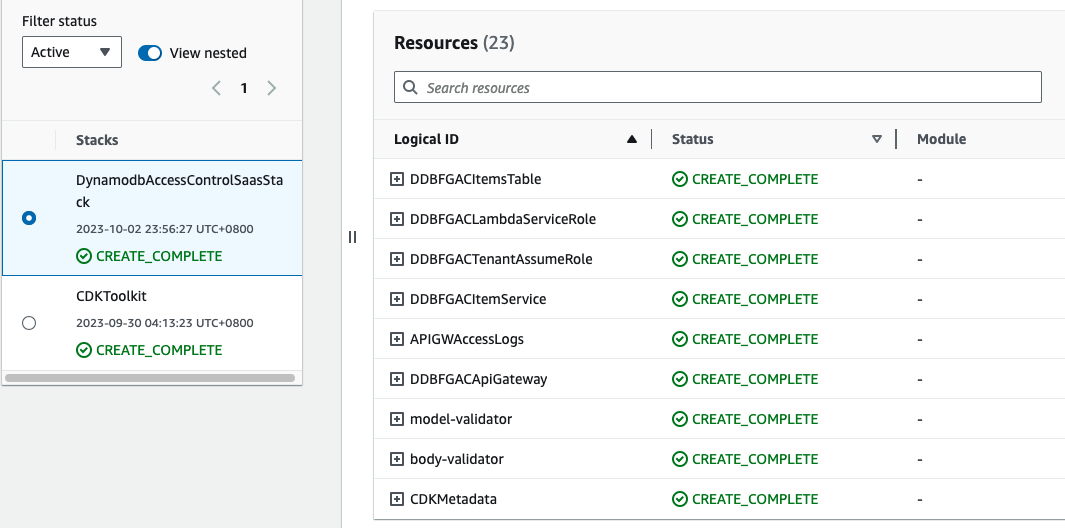 Filter status
Active
View nested
1
Stacks
DynamodbAccessControlSaasSta
ck
2023-10-02 23:56:27 UTC+0800
CREATE_COMPLETE
CDKToolkit
2023-09-30 04:13:23 UTC+0800
CREATE_COMPLETE
Resources (23)
Search resources
Logical ID Status Module
DDBFGACItemsTable CREATE_COMPLETE -
DDBFGACLambdaServiceRole CREATE_COMPLETE -
DDBFGACTenantAssumeRole CREATE_COMPLETE -
DDBFGACItemService CREATE_COMPLETE -
APIGWAccessLogs CREATE_COMPLETE -
DDBFGACApiGateway CREATE_COMPLETE -
model-validator CREATE_COMPLETE -
body-validator CREATE_COMPLETE -
CDKMetadata CREATE_COMPLETE -